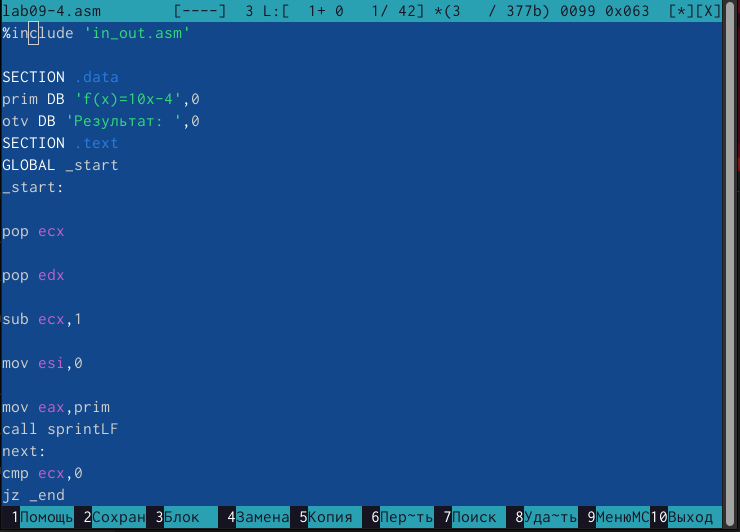 lab09-4.asm [----] 3 L:[ 1+ 0 1/ 42] *(3 / 377b) 0099 0x063 [*][X]
%include 'in_out.asm'
SECTION .data
prim DB 'f(x)=10x-4',0
otv DB 'Результат: ',0
SECTION .text
GLOBAL _start
_start:
pop ecx
pop edx
sub ecx,1
mov esi,0
mov eax,prim
call sprintLF
next:
cmp ecx,0
jz _end
1Помощь 2Сохран 3Блок 4Замена 5Копия 6Пер~ть 7Поиск 8Уда~ть 9МенюMC 10Выход